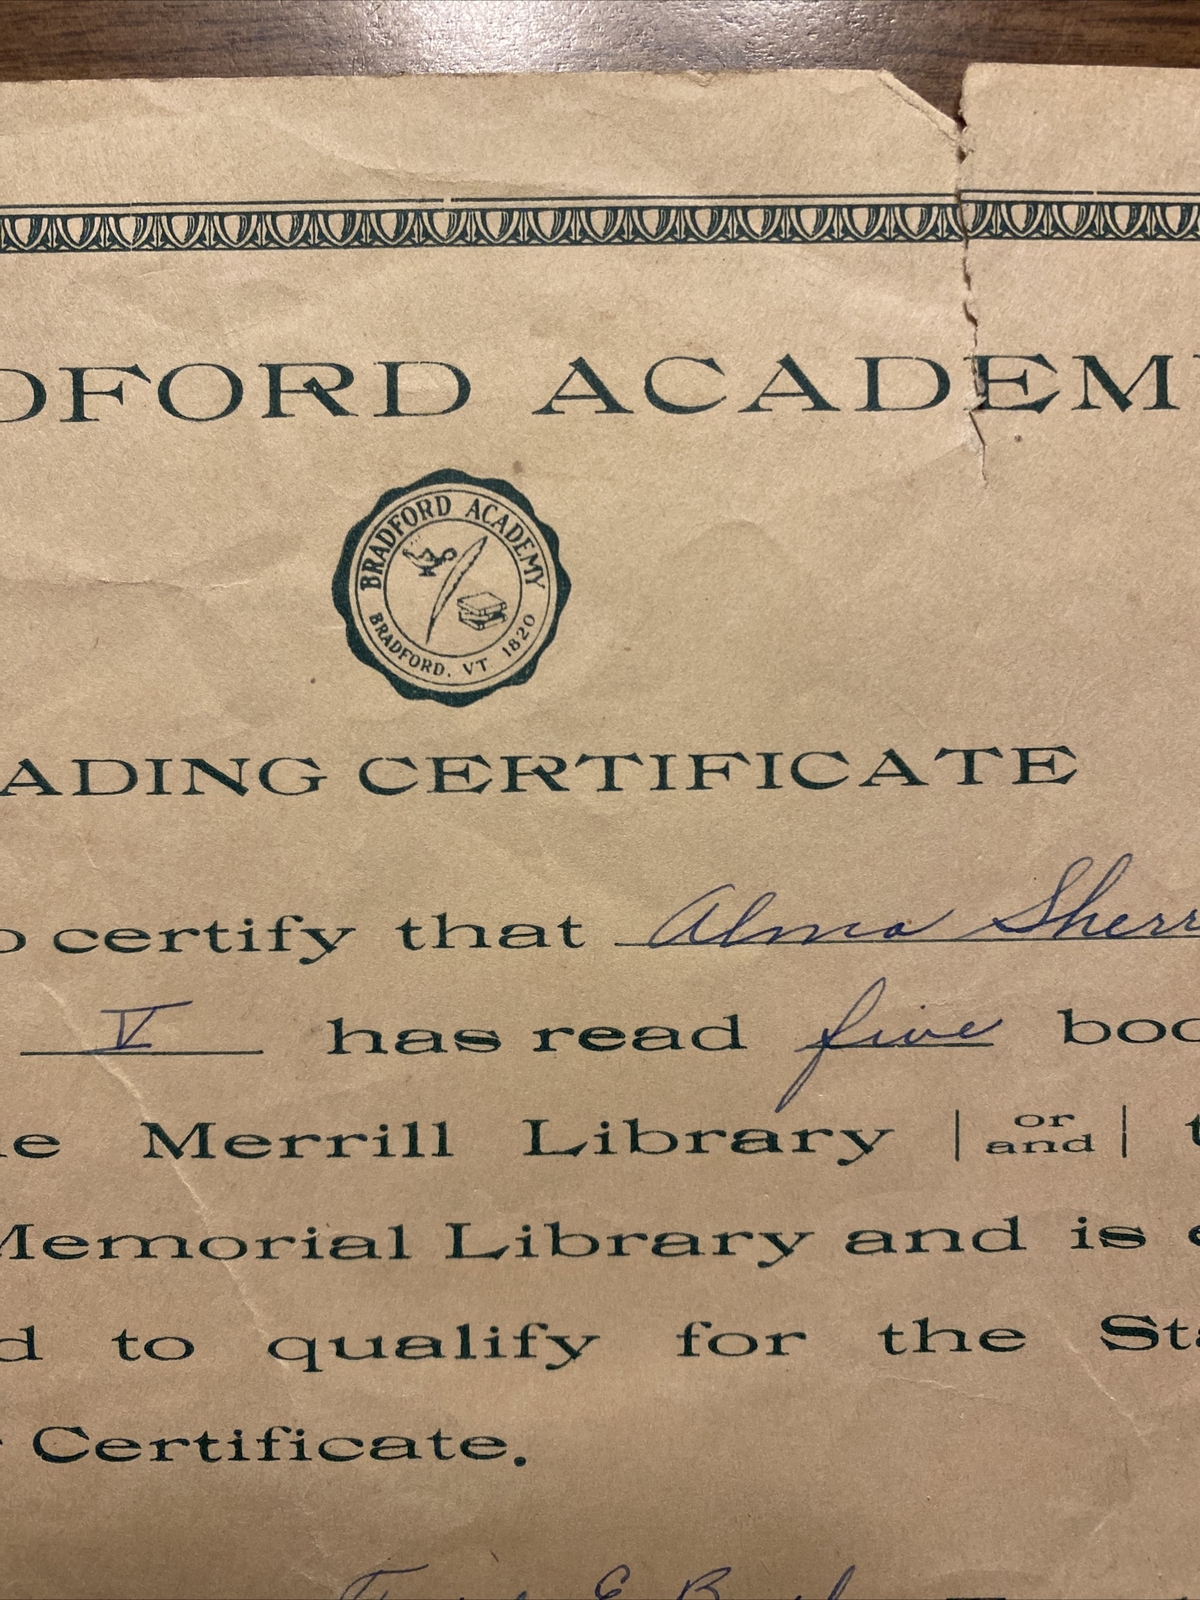 DFORD ACADEM
BRADFORD ACADEMY
BRADFORD, VT 1820
ADING CERTIFICATE
o certify that Alma Sherr
V has read five boo
e Merrill Library | or and | t
Memorial Library and is e
d to qualify for the Sta
r Certificate.